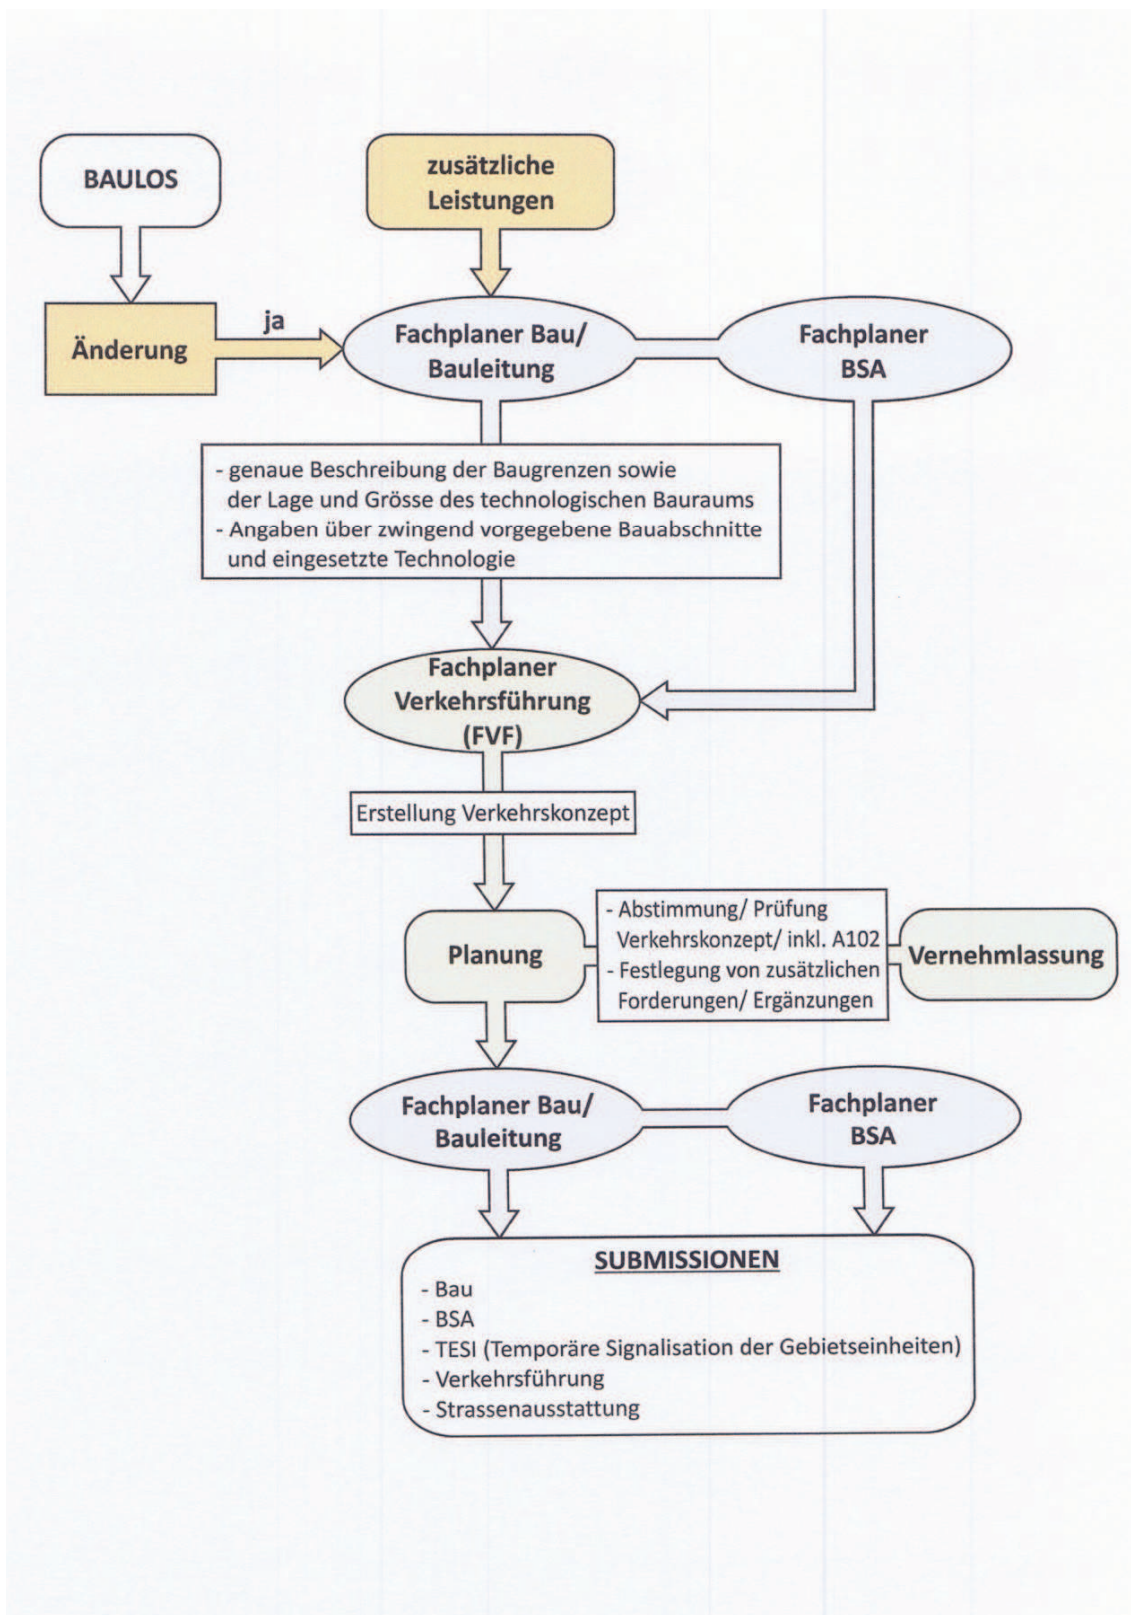 BAULOS
zusätzliche
Leistungen
Änderung
ja
Fachplaner Bau/
Bauleitung
Fachplaner
BSA
- genaue Beschreibung der Baugrenzen sowie
der Lage und Grösse des technologischen Bauraums
- Angaben über zwingend vorgegebene Bauabschnitte
und eingesetzte Technologie
Fachplaner
Verkehrsführung
(FVF)
Erstellung Verkehrskonzept
Planung
- Abstimmung/ Prüfung
Verkehrskonzept/ inkl. A102
- Festlegung von zusätzlichen
Forderungen/ Ergänzungen
Vernehmlassung
Fachplaner Bau/
Bauleitung
Fachplaner
BSA
SUBMISSIONEN
- Bau
- BSA
- TESI (Temporäre Signalisation der Gebietseinheiten)
- Verkehrsführung
- Strassenausstattung